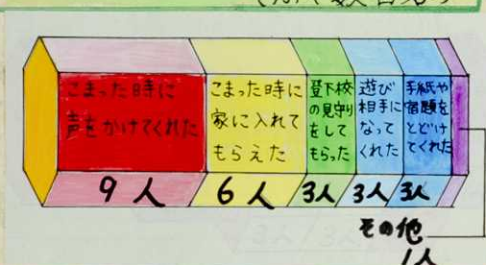 こまった時に
声をかけてくれた
9人
こまった時に
家に入れて
もらえた
6人
登下校
の見守り
をして
もらった
3人
遊び
相手に
なって
くれた
3人
手紙や
宿題を
とどけ
てくれた
3人
その他
1人